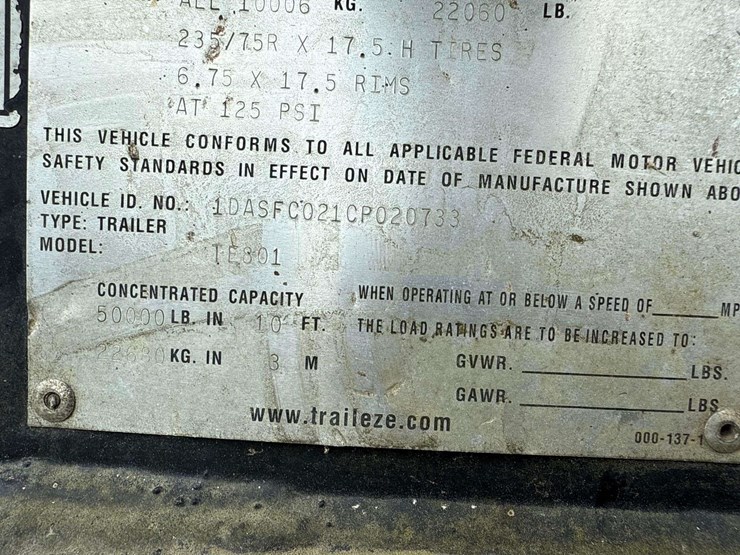 ALL 10006 KG. 22060 LB.
235/75R X 17.5.H TIRES
6.75 X 17.5 RIMS
AT 125 PSI
THIS VEHICLE CONFORMS TO ALL APPLICABLE FEDERAL MOTOR VEHIC
SAFETY STANDARDS IN EFFECT ON DATE OF MANUFACTURE SHOWN ABO
VEHICLE ID. NO.: 1DASFC021CP020733
TYPE: TRAILER
MODEL: TE801
CONCENTRATED CAPACITY
50000 LB. IN 10 FT.
22680 KG. IN 3 M
WHEN OPERATING AT OR BELOW A SPEED OF MP
THE LOAD RATINGS ARE TO BE INCREASED TO:
GVWR. LBS.
GAWR. LBS
www.traileze.com
000-137-1